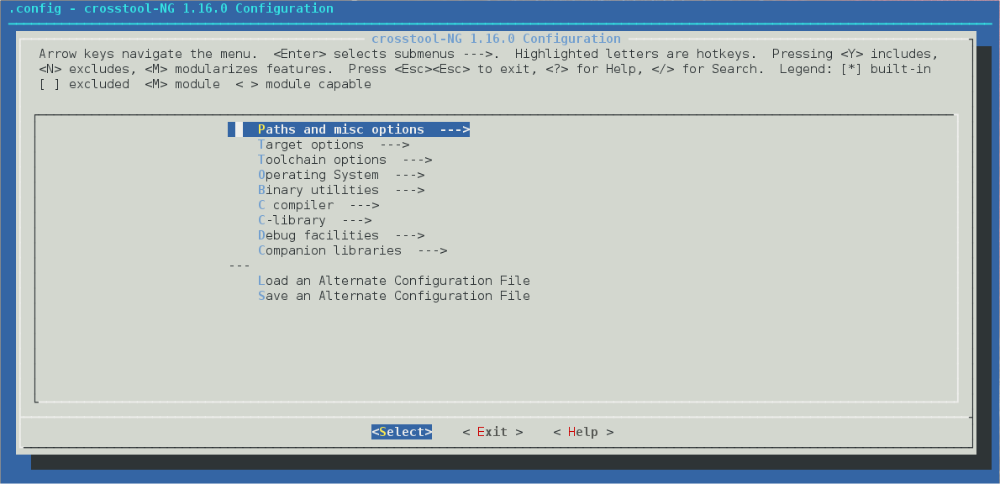 .config - crosstool-NG 1.16.0 Configuration
crosstool-NG 1.16.0 Configuration
Arrow keys navigate the menu.  <Enter> selects submenus --->.  Highlighted letters are hotkeys.  Pressing <Y> includes,
<N> excludes, <M> modularizes features.  Press <Esc><Esc> to exit, <?> for Help, </> for Search.  Legend: [*] built-in
[ ] excluded  <M> module  < > module capable
Paths and misc options  --->
Target options  --->
Toolchain options  --->
Operating System  --->
Binary utilities  --->
C compiler  --->
C-library  --->
Debug facilities  --->
Companion libraries  --->
---
Load an Alternate Configuration File
Save an Alternate Configuration File
<Select>    < Exit >    < Help >